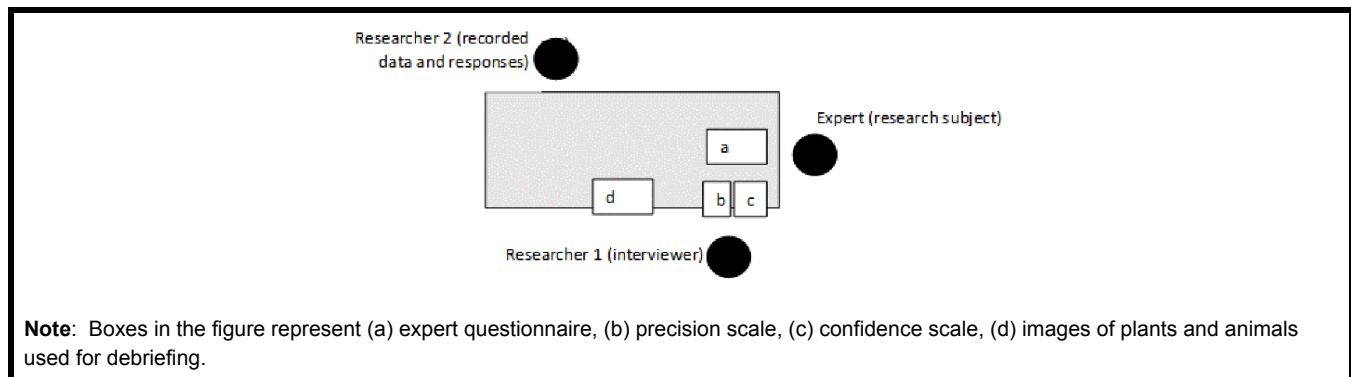 Researcher 2 (recorded
data and responses)
Expert (research subject)
a
d
b
c
Researcher 1 (interviewer)
Note: Boxes in the figure represent (a) expert questionnaire, (b) precision scale, (c) confidence scale, (d) images of plants and animals
used for debriefing.